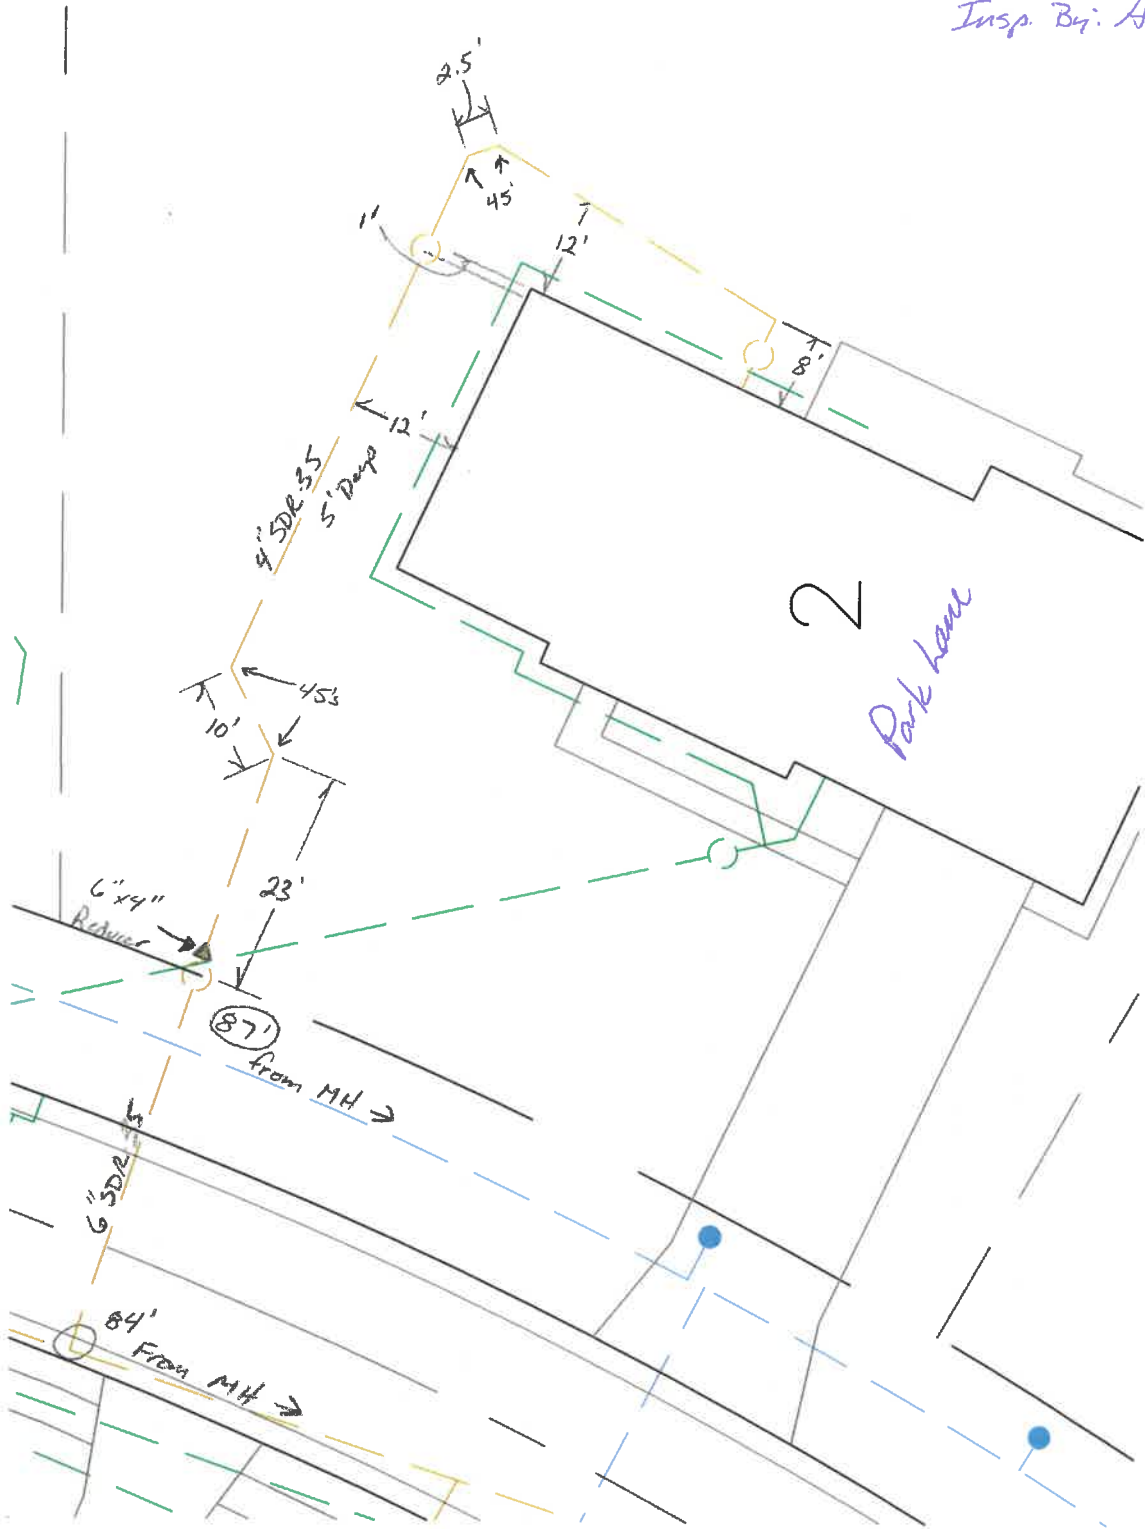 Insp. By:
2.5'
45'
1'
12'
8'
12'
4" SDR.35
5' Deep
2
Park Lane
45's
10'
23'
6"x4"
Reducer
87'
from MH →
6" SDR
84'
From MH →